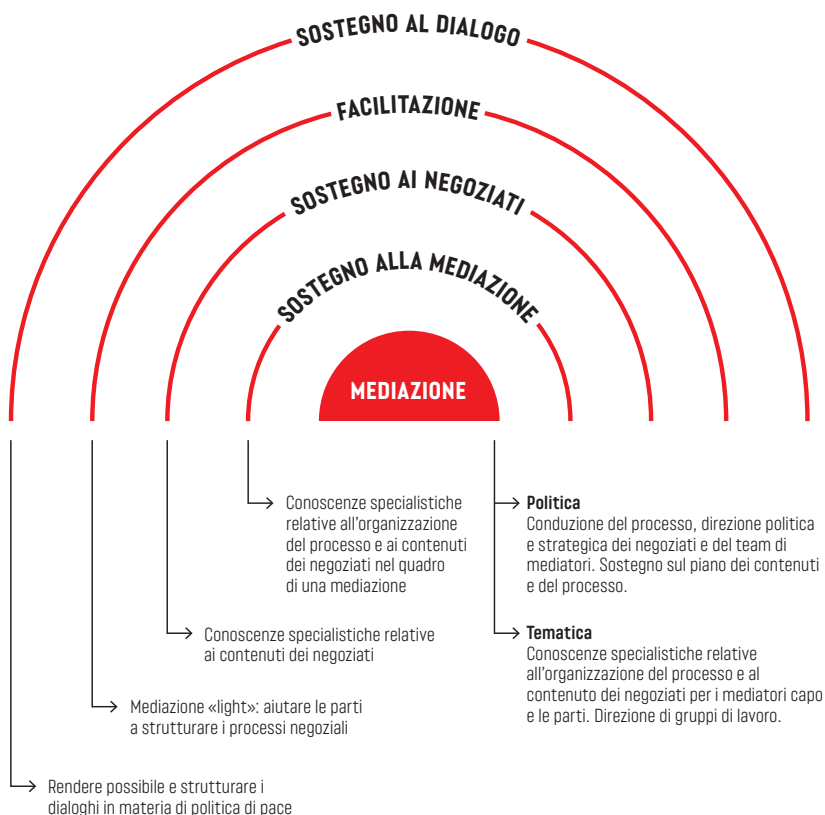 SOSTEGNO AL DIALOGO
FACILITAZIONE
SOSTEGNO AI NEGOZIATI
SOSTEGNO ALLA MEDIAZIONE
MEDIAZIONE
Conoscenze specialistiche
relative all'organizzazione
del processo e ai contenuti
dei negoziati nel quadro
di una mediazione
Politica
Conduzione del processo, direzione politica
e strategica dei negoziati e del team di
mediatori. Sostegno sul piano dei contenuti
e del processo.
Conoscenze specialistiche relative
ai contenuti dei negoziati
Tematica
Conoscenze specialistiche relative
all'organizzazione del processo e al
contenuto dei negoziati per i mediatori capo
e le parti. Direzione di gruppi di lavoro.
Mediazione «light»: aiutare le parti
a strutturare i processi negoziali
Rendere possibile e strutturare i
dialoghi in materia di politica di pace